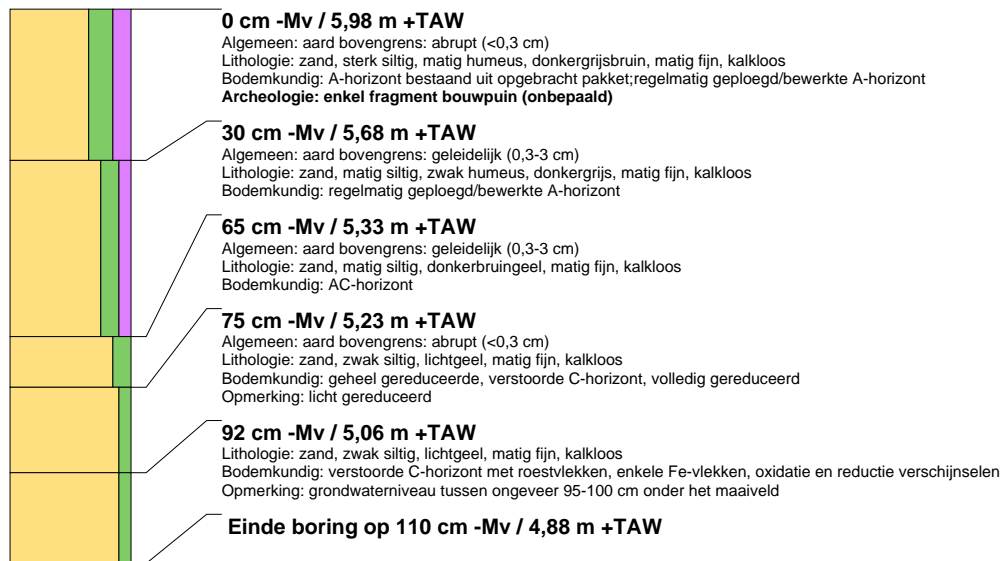 0 cm -Mv / 5,98 m +TAW
Algemeen: aard bovengrens: abrupt (<0,3 cm)
Lithologie: zand, sterk siltig, matig humeus, donkergrijsbruin, matig fijn, kalkloos
Bodemkundig: A-horizont bestaand uit opgebracht pakket;regelmatig geploegd/bewerkte A-horizont
Archeologie: enkel fragment bouwpuin (onbepaald)
30 cm -Mv / 5,68 m +TAW
Algemeen: aard bovengrens: geleidelijk (0,3-3 cm)
Lithologie: zand, matig siltig, zwak humeus, donkergrijs, matig fijn, kalkloos
Bodemkundig: regelmatig geploegd/bewerkte A-horizont
65 cm -Mv / 5,33 m +TAW
Algemeen: aard bovengrens: geleidelijk (0,3-3 cm)
Lithologie: zand, matig siltig, donkerbruingeel, matig fijn, kalkloos
Bodemkundig: AC-horizont
75 cm -Mv / 5,23 m +TAW
Algemeen: aard bovengrens: abrupt (<0,3 cm)
Lithologie: zand, zwak siltig, lichtgeel, matig fijn, kalkloos
Bodemkundig: geheel gereduceerde, verstoorde C-horizont, volledig gereduceerd
Opmerking: licht gereduceerd
92 cm -Mv / 5,06 m +TAW
Lithologie: zand, zwak siltig, lichtgeel, matig fijn, kalkloos
Bodemkundig: verstoorde C-horizont met roestvlekken, enkele Fe-vlekken, oxidatie en reductie verschijnselen
Opmerking: grondwaterniveau tussen ongeveer 95-100 cm onder het maaiveld
Einde boring op 110 cm -Mv / 4,88 m +TAW